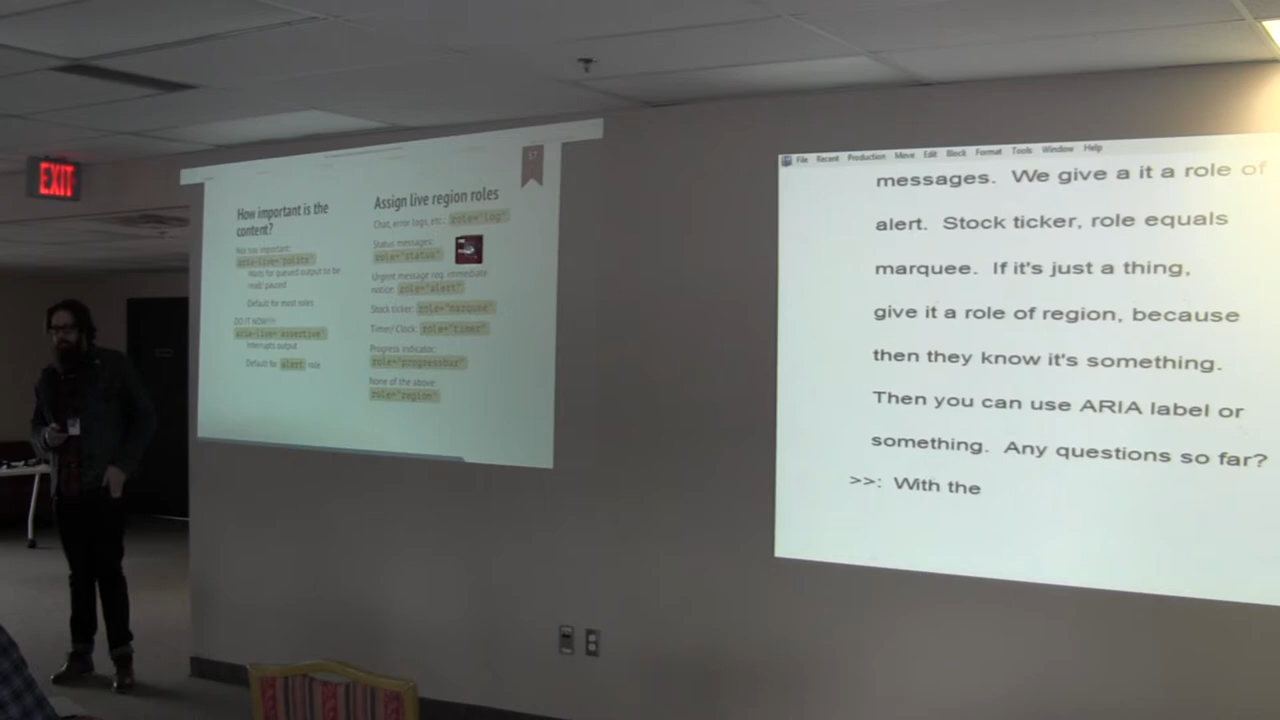 EXIT
57
How important is the
content?
Not too important:
aria-live="polite"
Waits for queued output to be
read/ paused
Default for most roles
DO IT NOW!!!
aria-live="assertive"
Interrupts output
Default for alert role
Assign live region roles
Chat, error logs, etc.: role="log"
Status messages:
role="status"
Urgent message req. immediate
notice: role="alert"
Stock ticker: role="marquee"
Timer/ Clock: role="timer"
Progress indicator:
role="progressbar"
None of the above:
role="region"
File Recent Production Move Edit Block Format Tools Window Help
messages. We give a it a role of
alert. Stock ticker, role equals
marquee. If it's just a thing,
give it a role of region, because
then they know it's something.
Then you can use ARIA label or
something. Any questions so far?
>>: With the